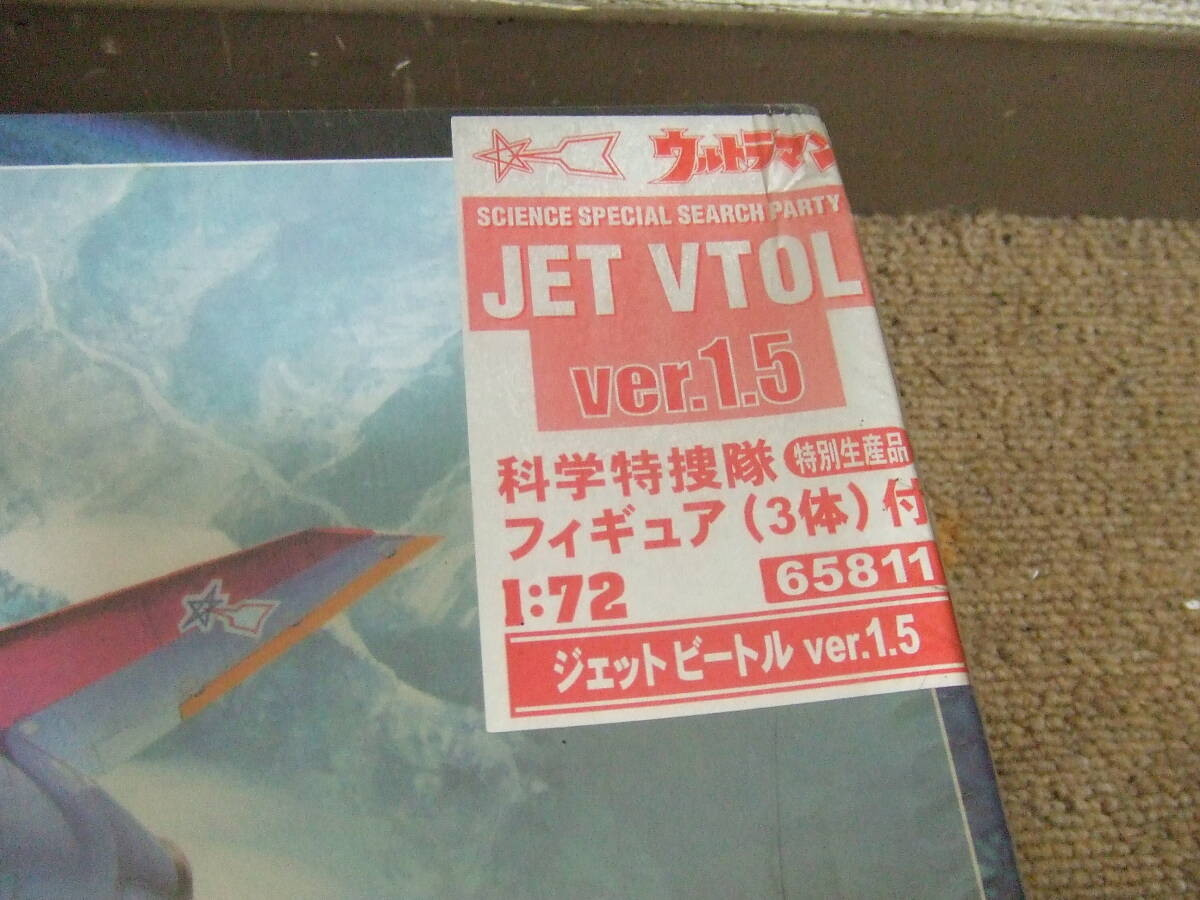 ウルトラマン
SCIENCE SPECIAL SEARCH PARTY
JET VTOL
ver.1.5
科学特捜隊 特別生産品
フィギュア(3体)付
1:72 65811
ジェットビートル ver.1.5